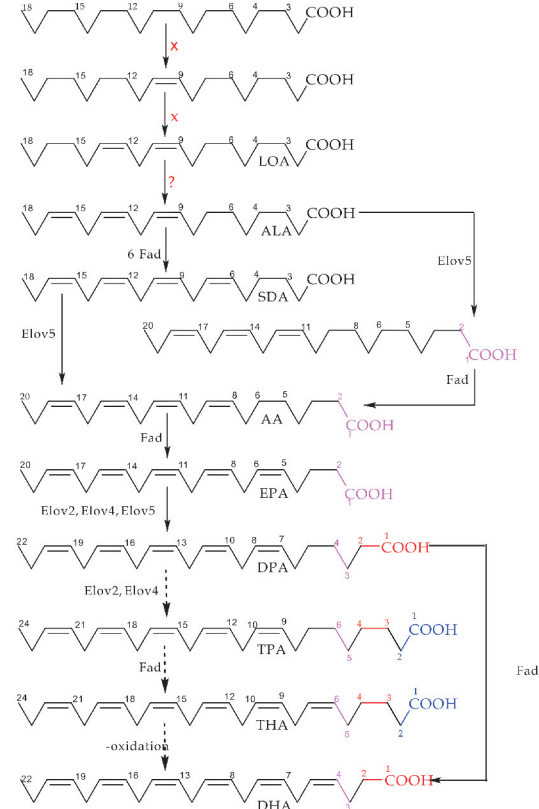 18 15 12 9 6 4 3 COOH
x
18 15 12 9 6 4 3 COOH
x
18 15 12 9 6 4 3 COOH
LOA
?
18 15 12 9 6 4 3 COOH
ALA
6 Fad
Elov5
18 15 12 9 6 4 3 COOH
SDA
Elov5
20 17 14 11 8 6 5 2
1 COOH
Fad
20 17 14 11 8 6 5 2
AA
1 COOH
Fad
20 17 14 11 8 6 5 2
EPA
1 COOH
Elov2, Elov4, Elov5
22 19 16 13 10 8 7 4 2 1 COOH
DPA 3
Elov2, Elov4
24 21 18 15 12 10 9 6 4 3 1 COOH
TPA 5 2
Fad
Fad
24 21 18 15 12 10 9 6 4 3 1 COOH
THA 5 2
-oxidation
22 19 16 13 8 7 4 2 1 COOH
DHA 3